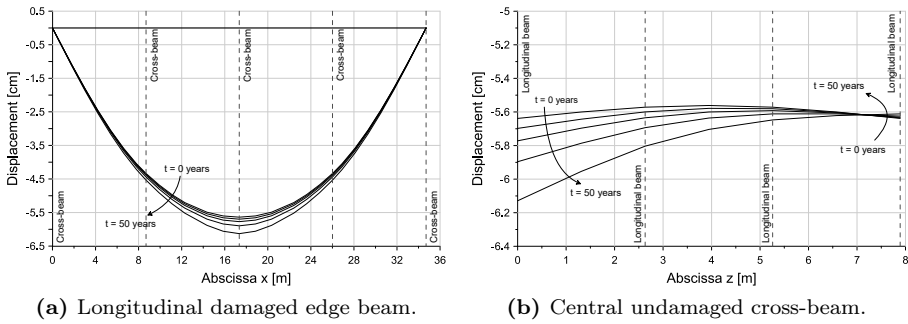 0.5
-0.5
-1.5
-2.5
-3.5
-4.5
-5.5
-6.5
Displacement [cm]
Cross-beam
Cross-beam
Cross-beam
Cross-beam
Cross-beam
t = 0 years
t = 50 years
0 4 8 12 16 20 24 28 32 36
Abscissa x [m]
(a) Longitudinal damaged edge beam.
-5
-5.2
-5.4
-5.6
-5.8
-6
-6.2
-6.4
Displacement [cm]
Longitudinal beam
Longitudinal beam
Longitudinal beam
Longitudinal beam
t = 0 years
t = 50 years
t = 50 years
t = 0 years
0 1 2 3 4 5 6 7 8
Abscissa z [m]
(b) Central undamaged cross-beam.